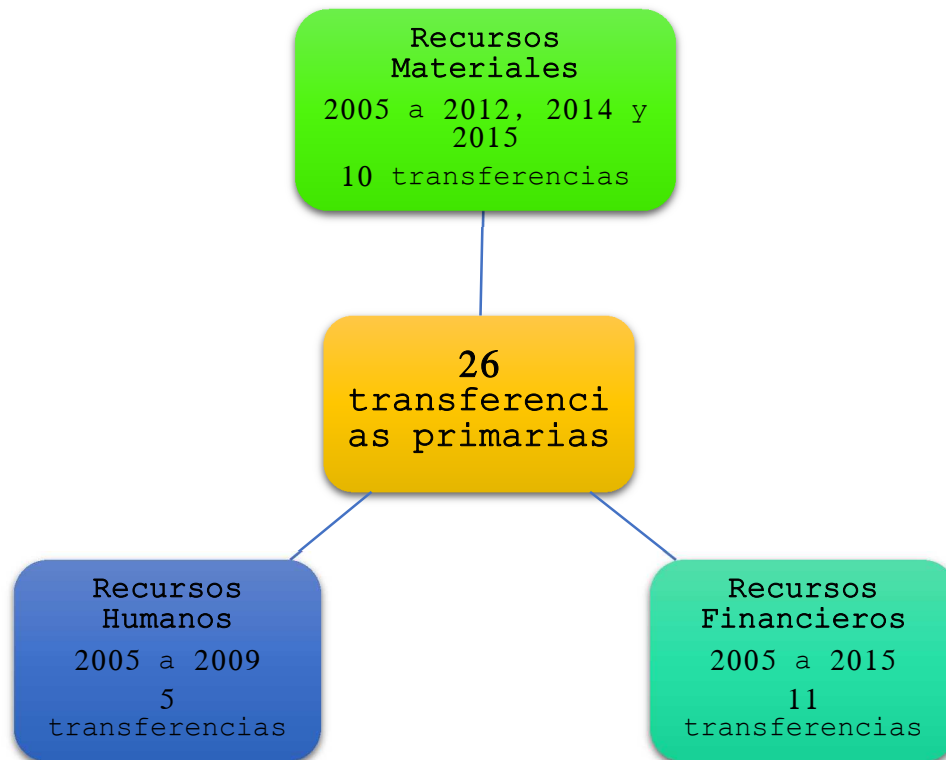 Recursos
Materiales
2005 a 2012, 2014 y
2015
10 transferencias
26
transferenci
as primarias
Recursos
Humanos
2005 a 2009
5
transferencias
Recursos
Financieros
2005 a 2015
11
transferencias